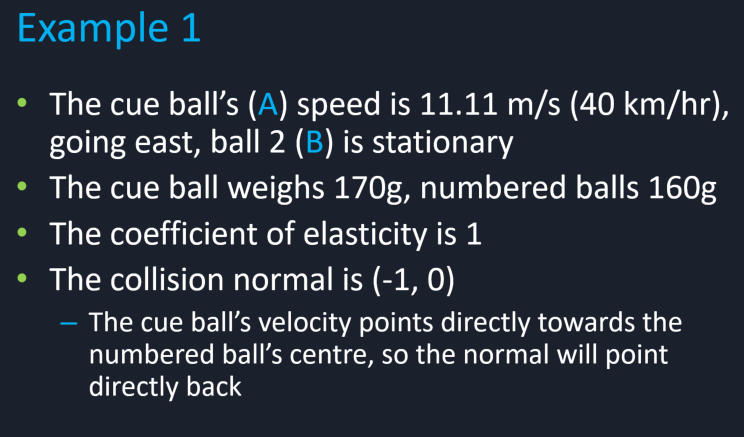 Example 1
• The cue ball's (A) speed is 11.11 m/s (40 km/hr),
going east, ball 2 (B) is stationary
• The cue ball weighs 170g, numbered balls 160g
• The coefficient of elasticity is 1
• The collision normal is (-1, 0)
– The cue ball's velocity points directly towards the
numbered ball's centre, so the normal will point
directly back